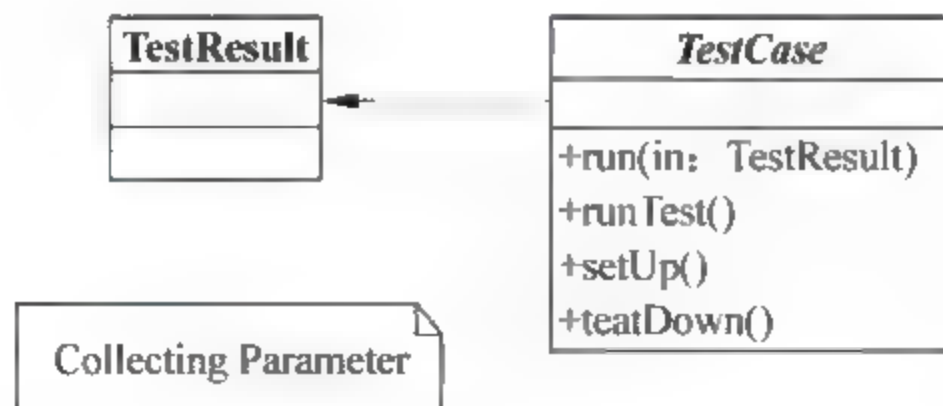 TestResult
TestCase
+run(in: TestResult)
+runTest()
+setUp()
+teatDown()
Collecting Parameter